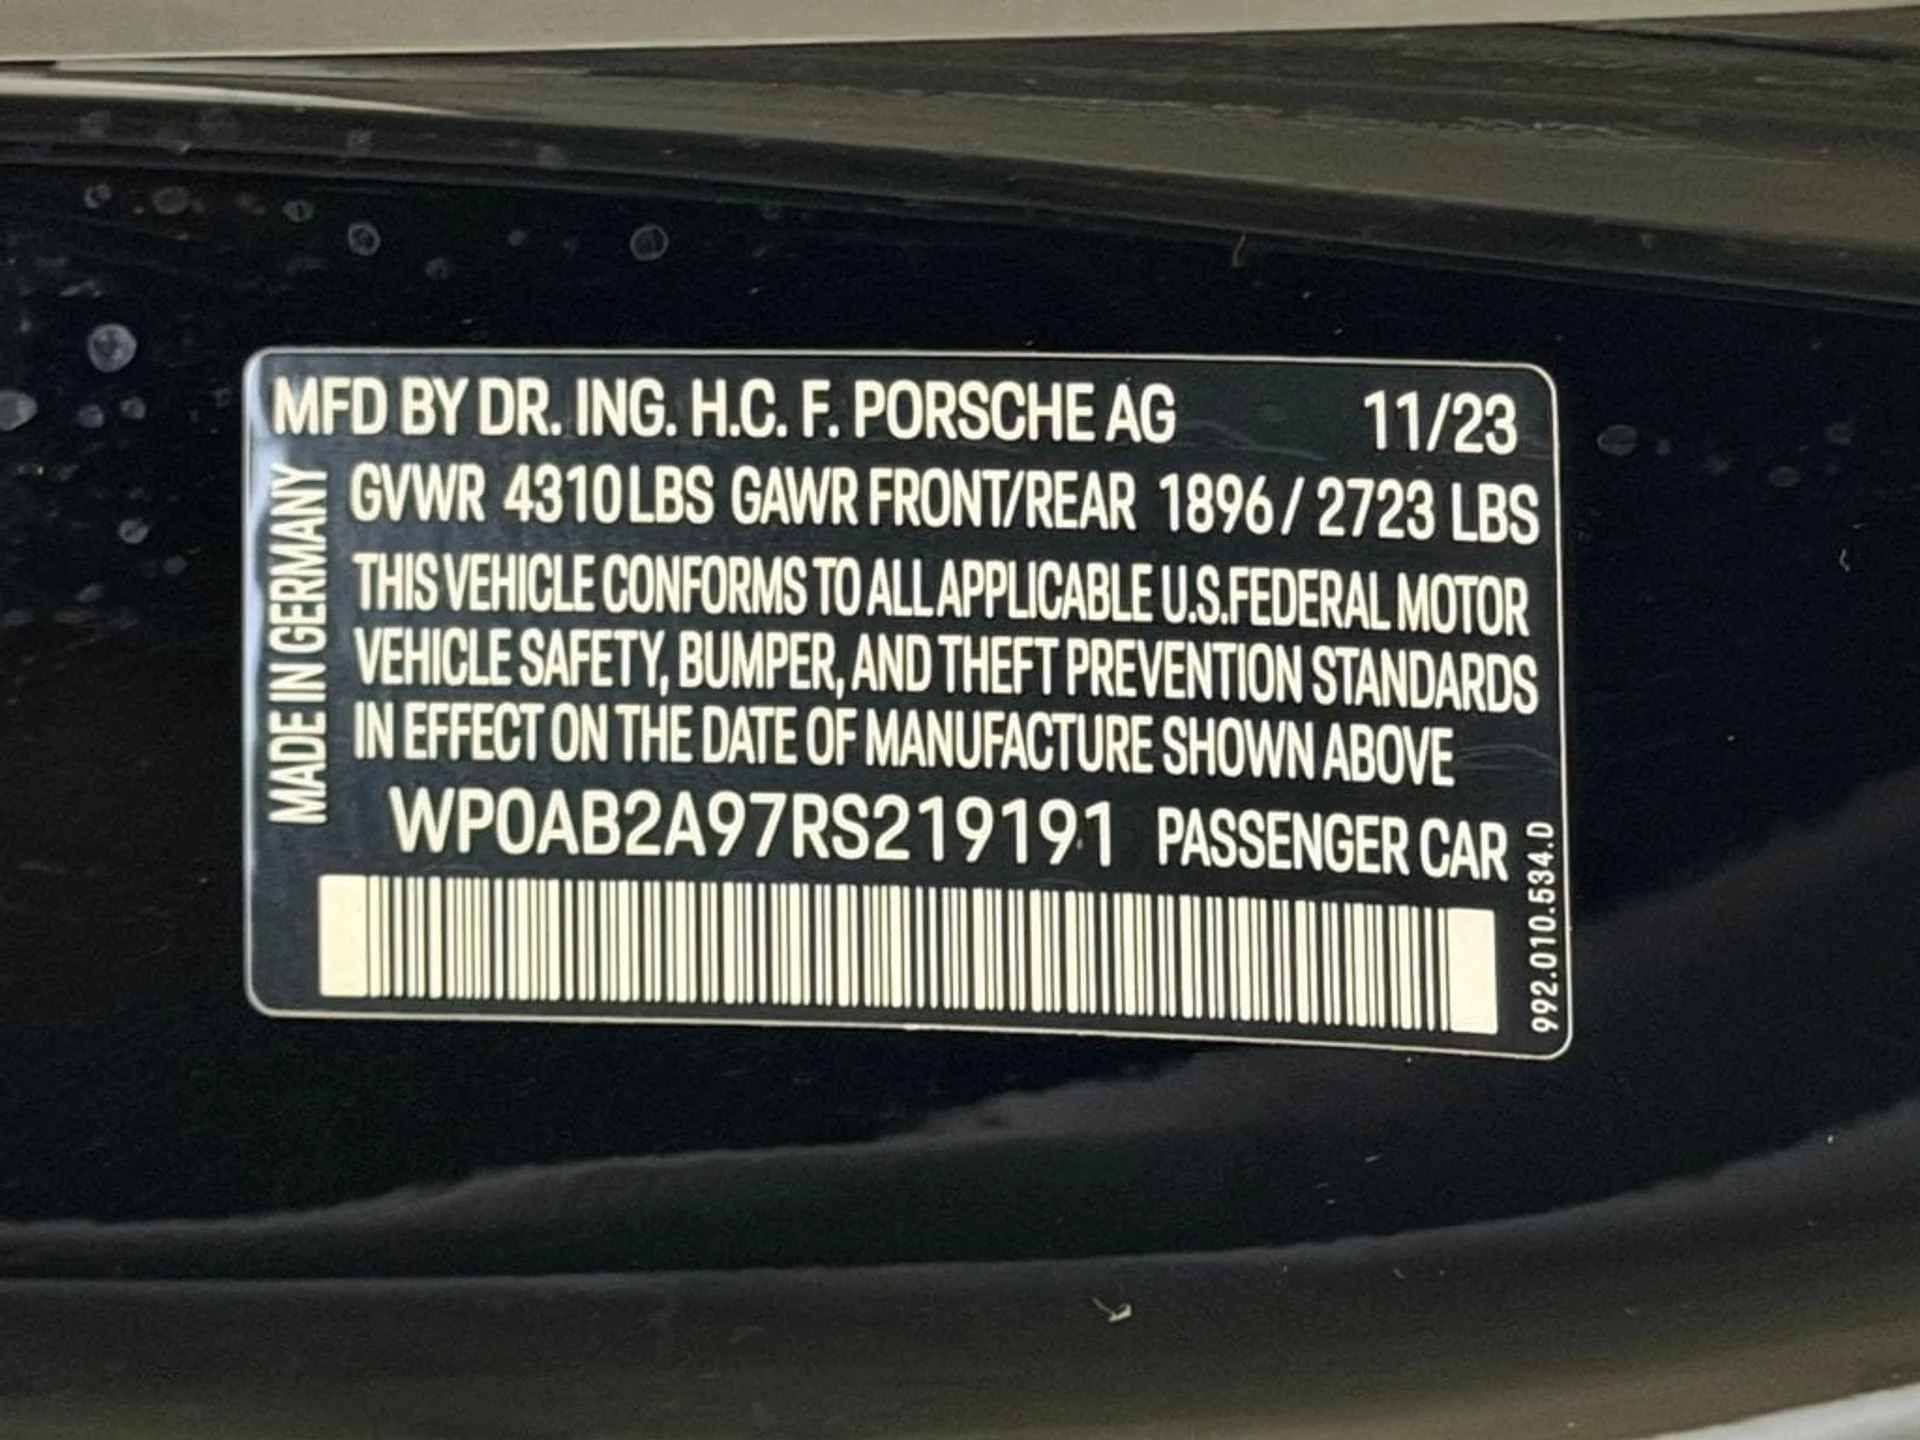 MFD BY DR. ING. H.C. F. PORSCHE AG 11/23
GVWR 4310LBS GAWR FRONT/REAR 1896/2723 LBS
THIS VEHICLE CONFORMS TO ALL APPLICABLE U.S.FEDERAL MOTOR
VEHICLE SAFETY, BUMPER, AND THEFT PREVENTION STANDARDS
IN EFFECT ON THE DATE OF MANUFACTURE SHOWN ABOVE
WP0AB2A97RS219191 PASSENGER CAR
MADE IN GERMANY
992.010.534.D